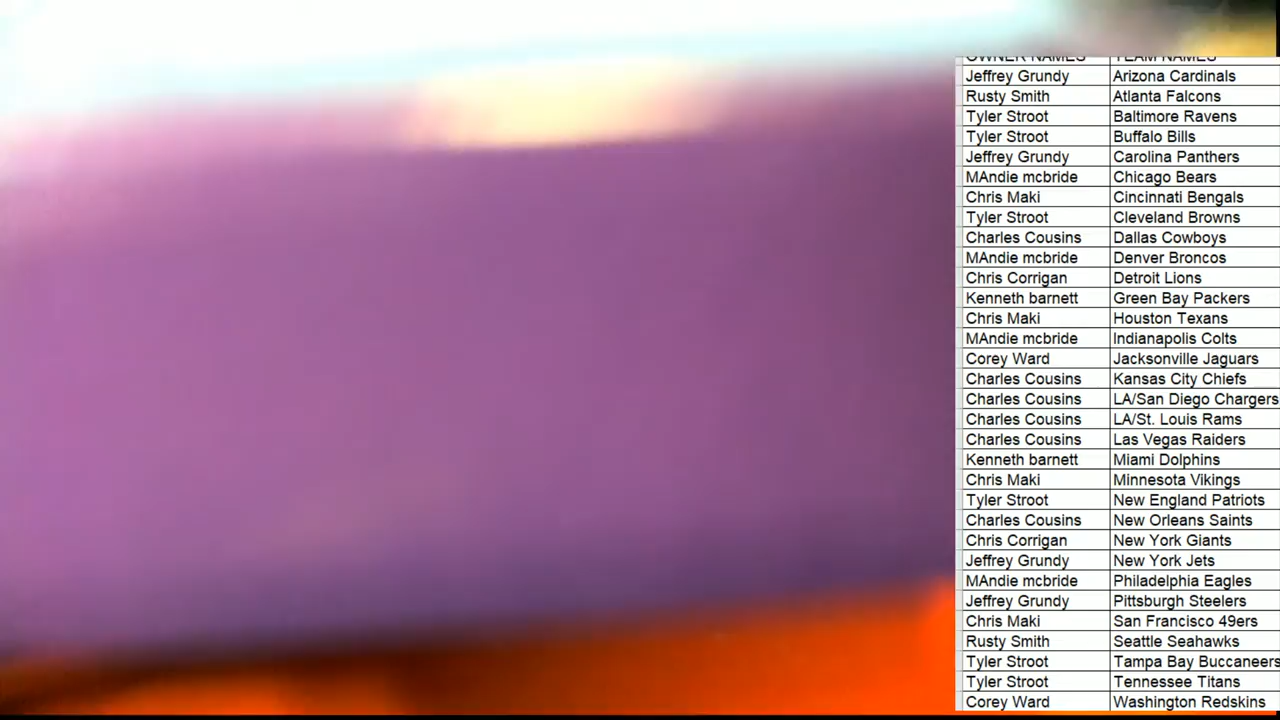 OWNER NAMES TEAM NAMES
Jeffrey Grundy Arizona Cardinals
Rusty Smith Atlanta Falcons
Tyler Stroot Baltimore Ravens
Tyler Stroot Buffalo Bills
Jeffrey Grundy Carolina Panthers
MAndie mcbride Chicago Bears
Chris Maki Cincinnati Bengals
Tyler Stroot Cleveland Browns
Charles Cousins Dallas Cowboys
MAndie mcbride Denver Broncos
Chris Corrigan Detroit Lions
Kenneth barnett Green Bay Packers
Chris Maki Houston Texans
MAndie mcbride Indianapolis Colts
Corey Ward Jacksonville Jaguars
Charles Cousins Kansas City Chiefs
Charles Cousins LA/San Diego Chargers
Charles Cousins LA/St. Louis Rams
Charles Cousins Las Vegas Raiders
Kenneth barnett Miami Dolphins
Chris Maki Minnesota Vikings
Tyler Stroot New England Patriots
Charles Cousins New Orleans Saints
Chris Corrigan New York Giants
Jeffrey Grundy New York Jets
MAndie mcbride Philadelphia Eagles
Jeffrey Grundy Pittsburgh Steelers
Chris Maki San Francisco 49ers
Rusty Smith Seattle Seahawks
Tyler Stroot Tampa Bay Buccaneers
Tyler Stroot Tennessee Titans
Corey Ward Washington Redskins